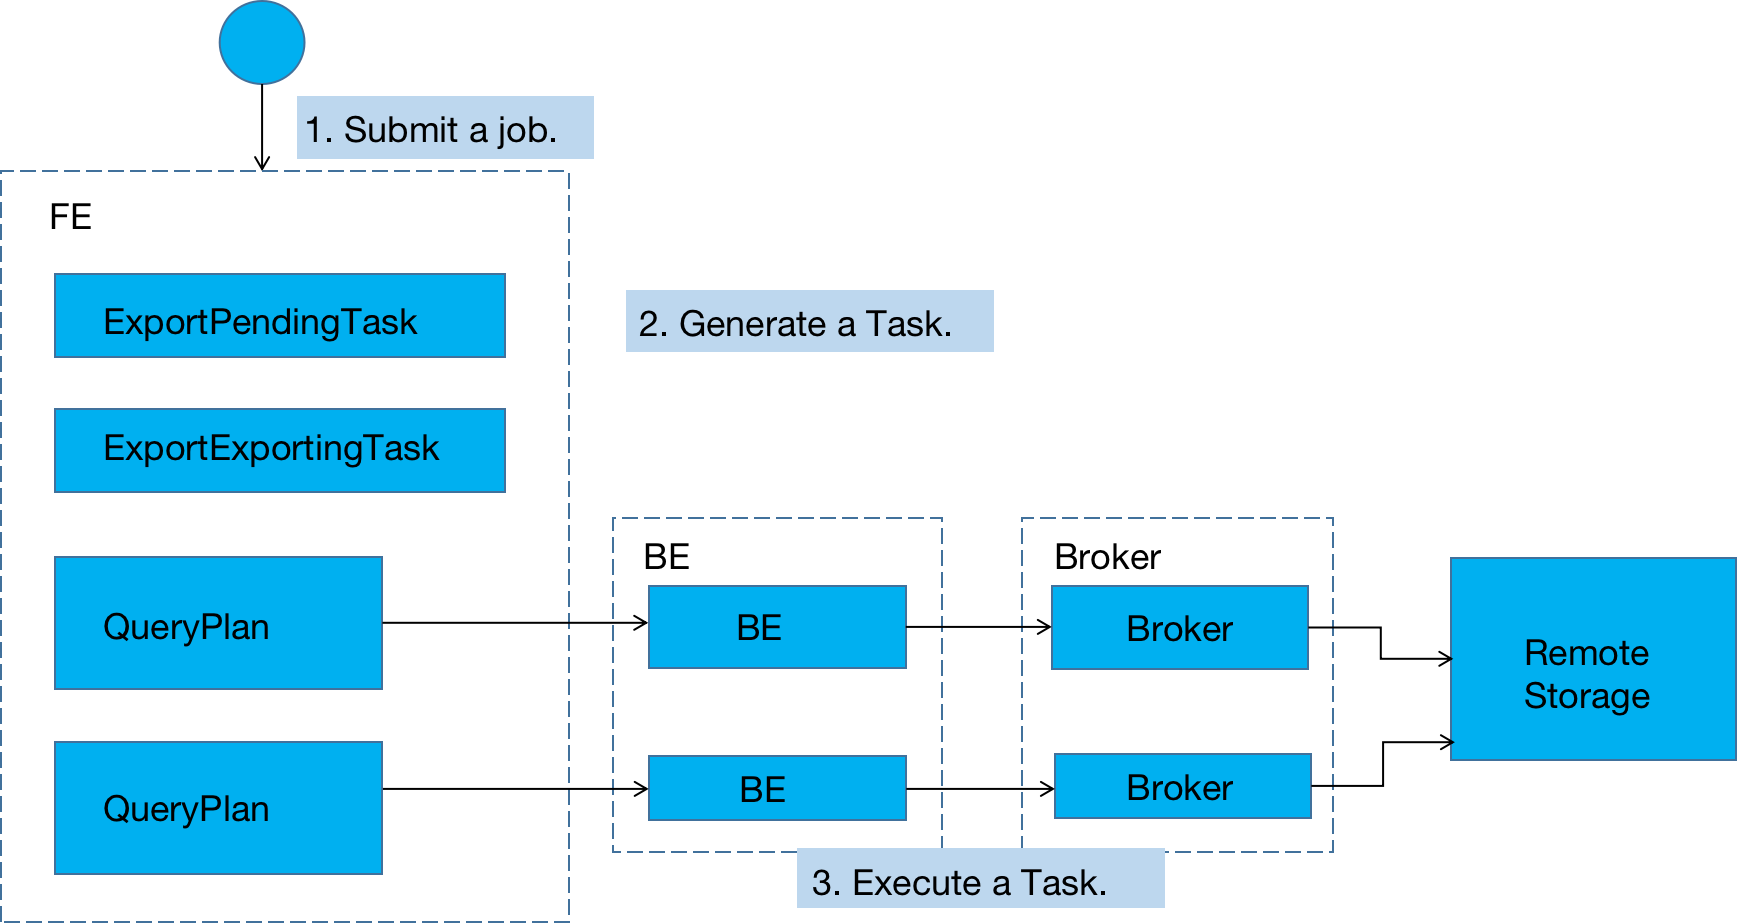 1. Submit a job.
FE
ExportPendingTask
2. Generate a Task.
ExportExportingTask
BE
Broker
QueryPlan
BE
Broker
Remote
Storage
QueryPlan
BE
Broker
3. Execute a Task.